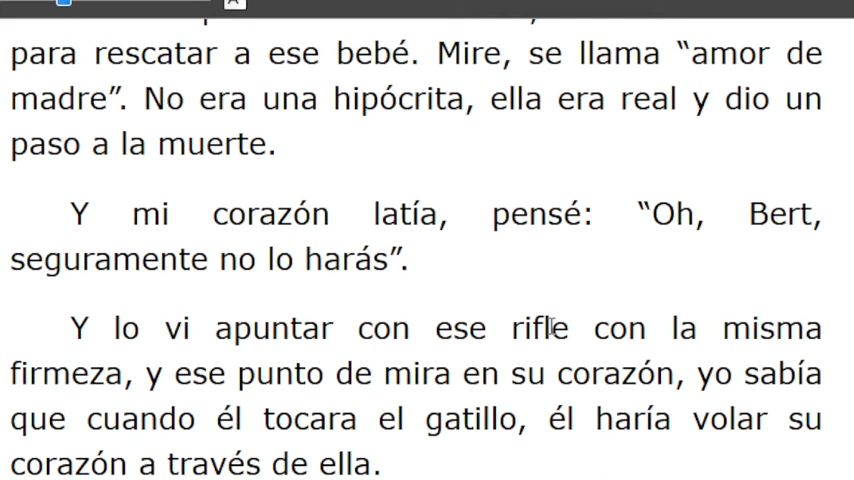 para rescatar a ese bebé. Mire, se llama “amor de
madre”. No era una hipócrita, ella era real y dio un
paso a la muerte.
Y mi corazón latía, pensé: “Oh, Bert,
seguramente no lo harás”.
Y lo vi apuntar con ese rifle con la misma
firmeza, y ese punto de mira en su corazón, yo sabía
que cuando él tocara el gatillo, él haría volar su
corazón a través de ella.